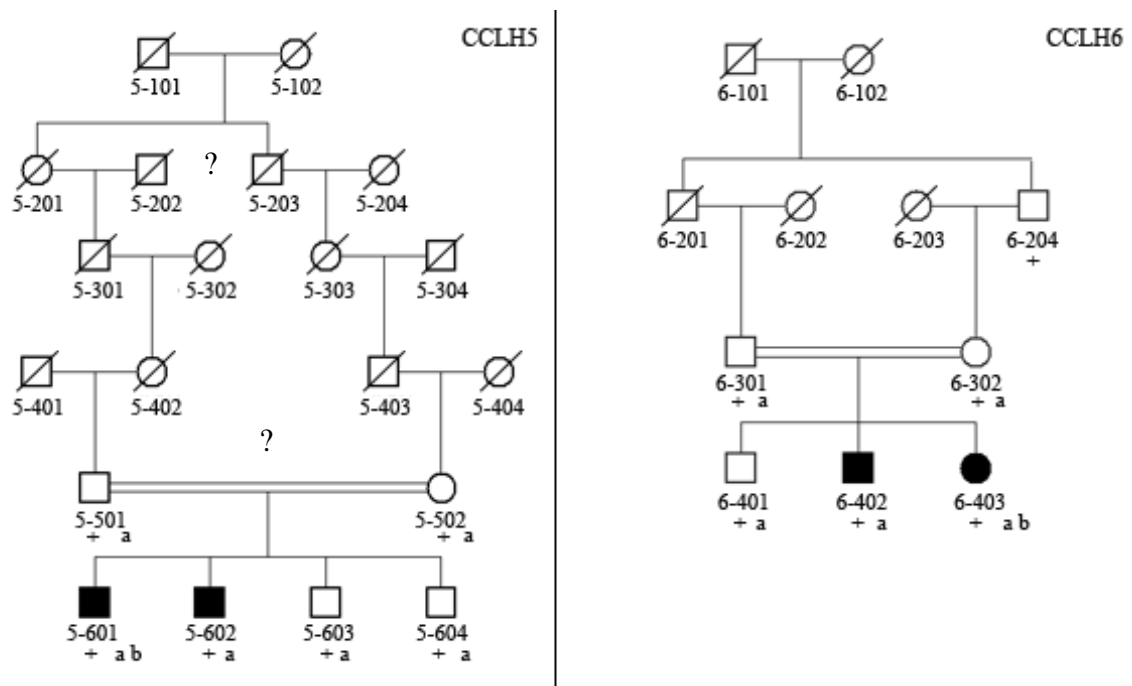 CCLH5
5-101 5-102
?
5-201 5-202 5-203 5-204
5-301 5-302 5-303 5-304
5-401 5-402 5-403 5-404
?
5-501 5-502
+ a + a
5-601 5-602 5-603 5-604
+ a b + a + a + a
CCLH6
6-101 6-102
6-201 6-202 6-203 6-204
+
6-301 6-302
+ a + a
6-401 6-402 6-403
+ a + a + a b